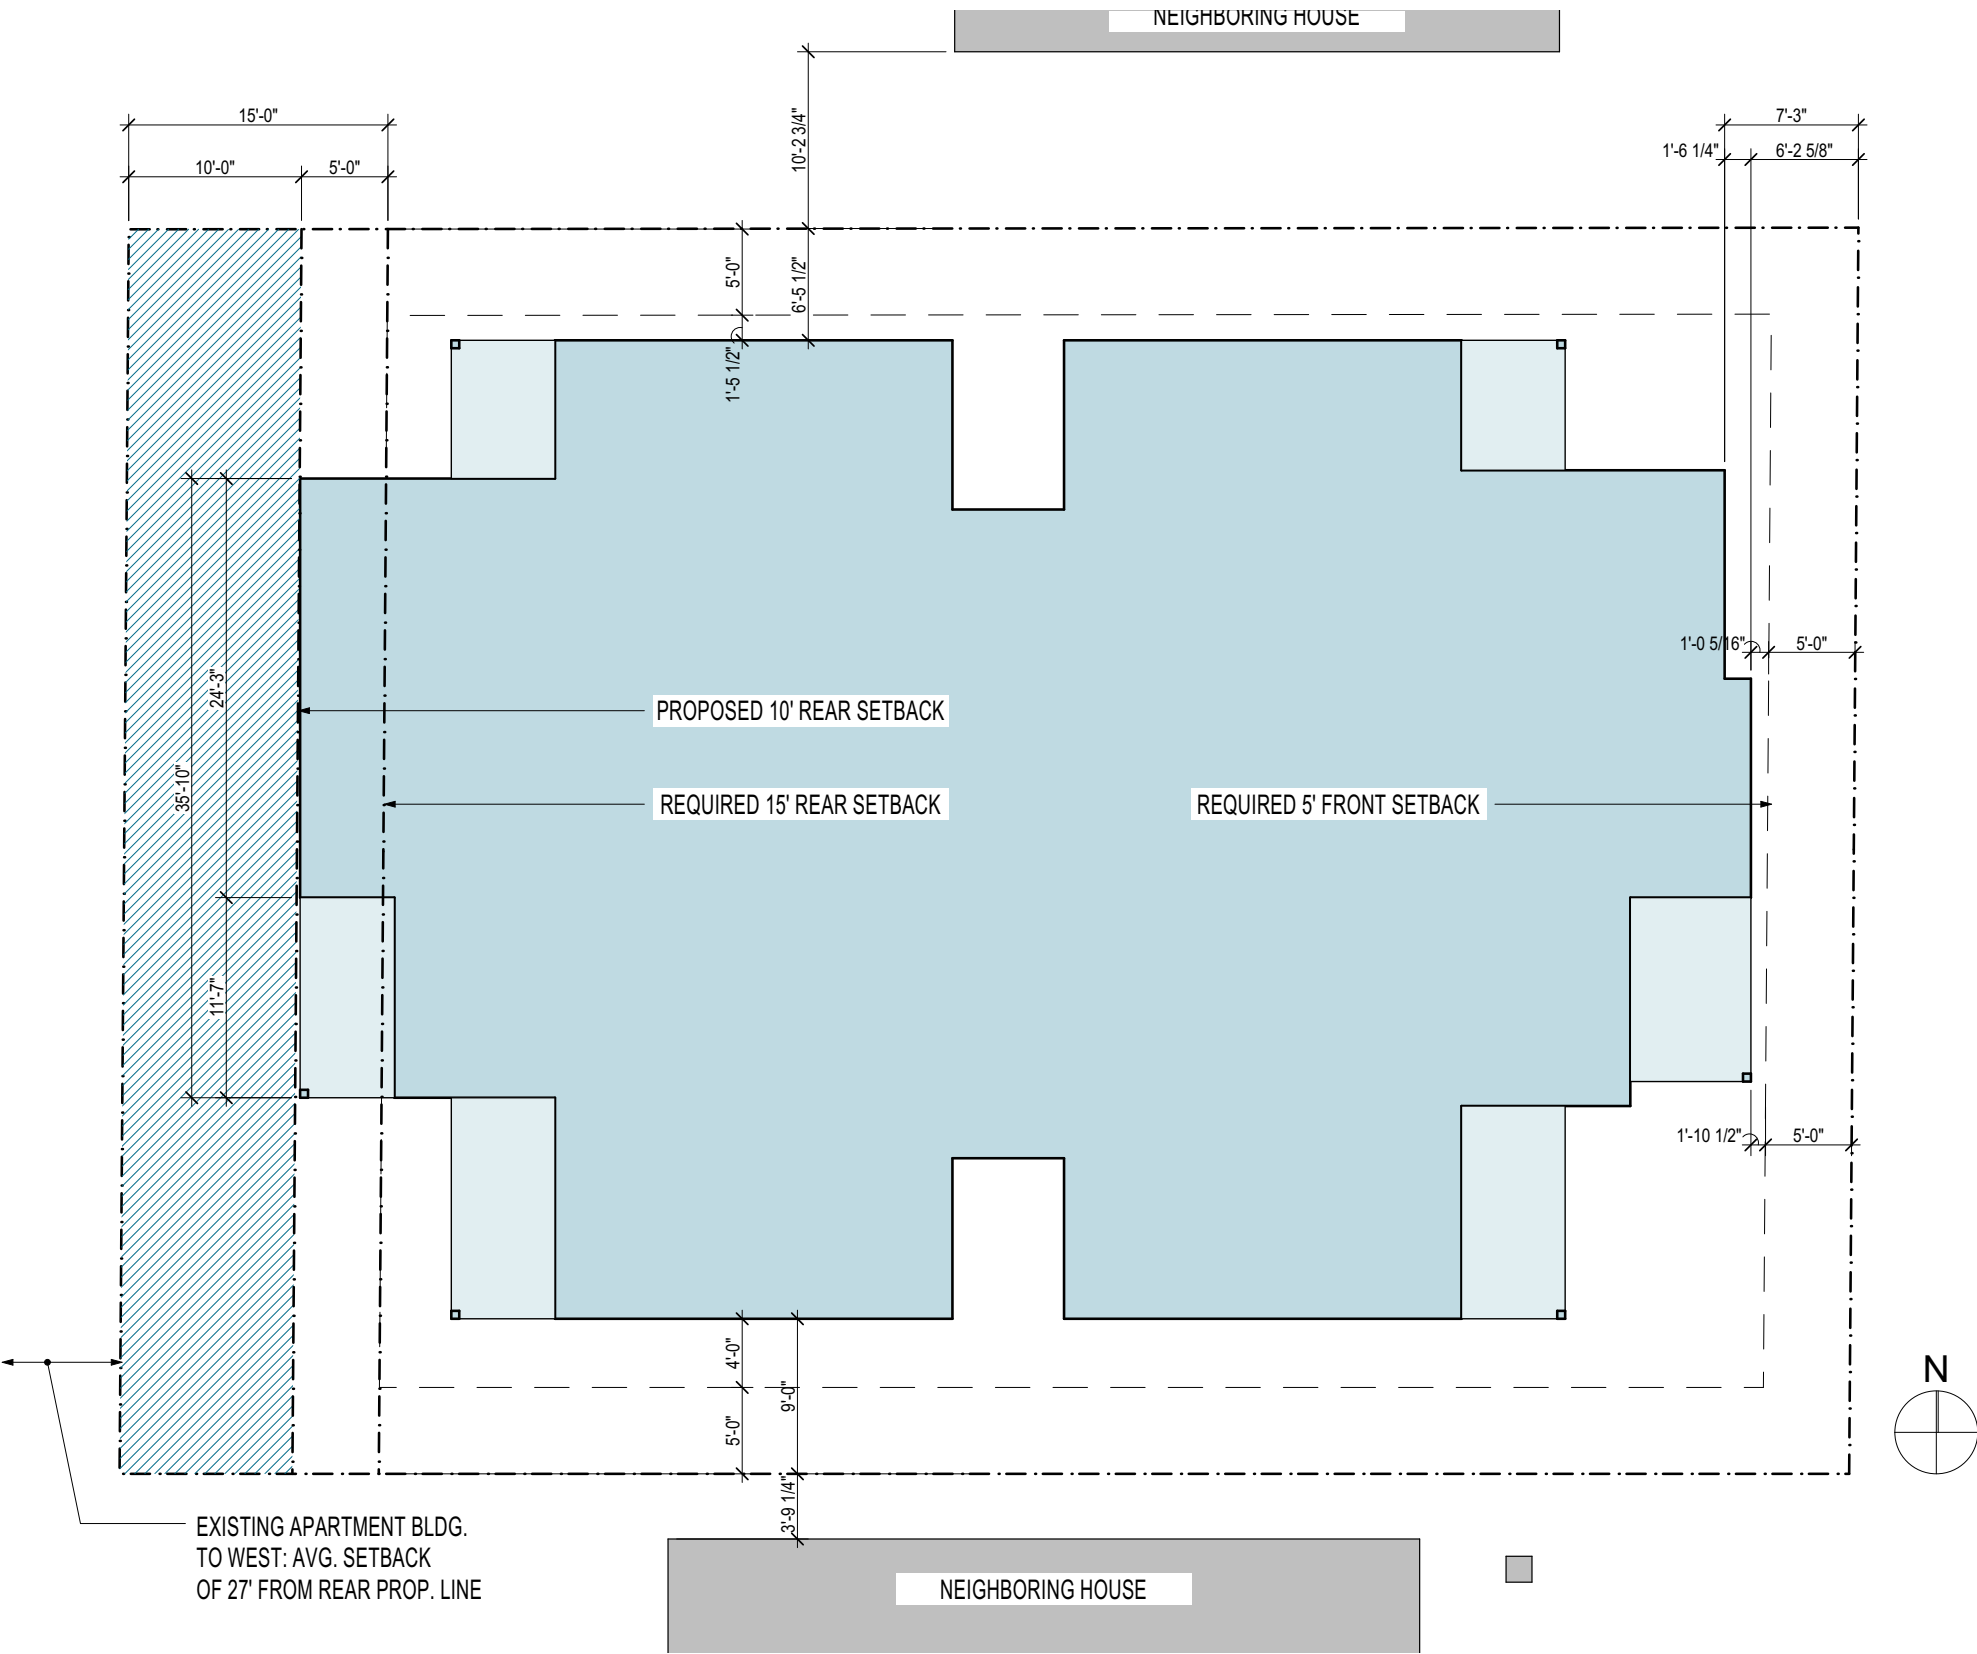 NEIGHBORING HOUSE
15'-0"
7'-3"
10'-2 3/4"
1'-6 1/4"
6'-2 5/8"
10'-0"
5'-0"
5'-0"
6'-5 1/2"
1'-5 1/2"
1'-0 5/16"
5'-0"
24'-3"
PROPOSED 10' REAR SETBACK
35'-10"
REQUIRED 15' REAR SETBACK
REQUIRED 5' FRONT SETBACK
11'-7"
1'-10 1/2"
5'-0"
4'-0"
9'-0"
5'-0"
N
3'-9 1/4"
EXISTING APARTMENT BLDG.
TO WEST: AVG. SETBACK
OF 27' FROM REAR PROP. LINE
NEIGHBORING HOUSE